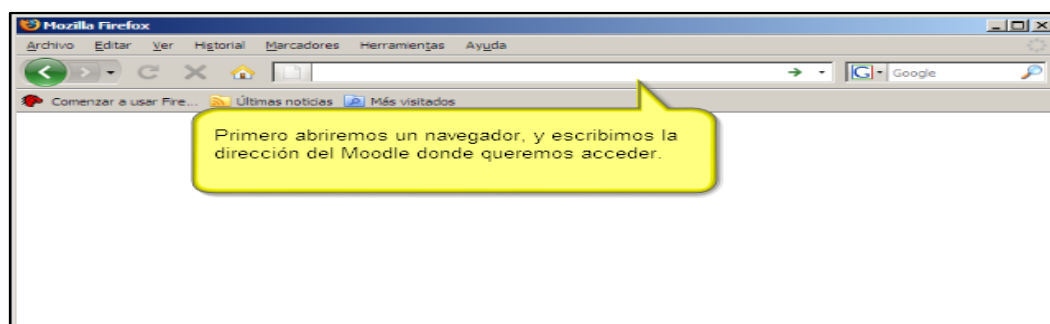 Mozilla Firefox
Archivo Editar Ver Historial Marcadores Herramientas Ayuda
G Google
Comenzar a usar Fire... Últimas noticias Más visitados
Primero abriremos un navegador, y escribimos la
dirección del Moodle donde queremos acceder.